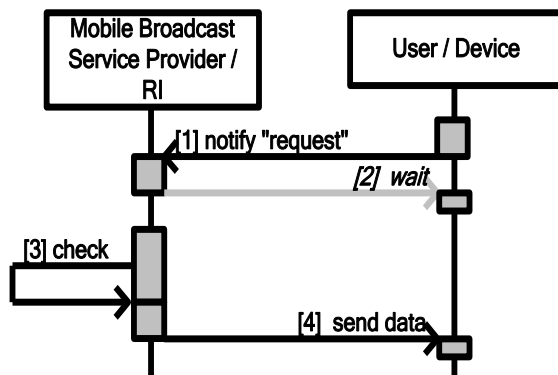 Mobile Broadcast
Service Provider /
RI
User / Device
[1] notify "request"
[2] wait
[3] check
[4] send data